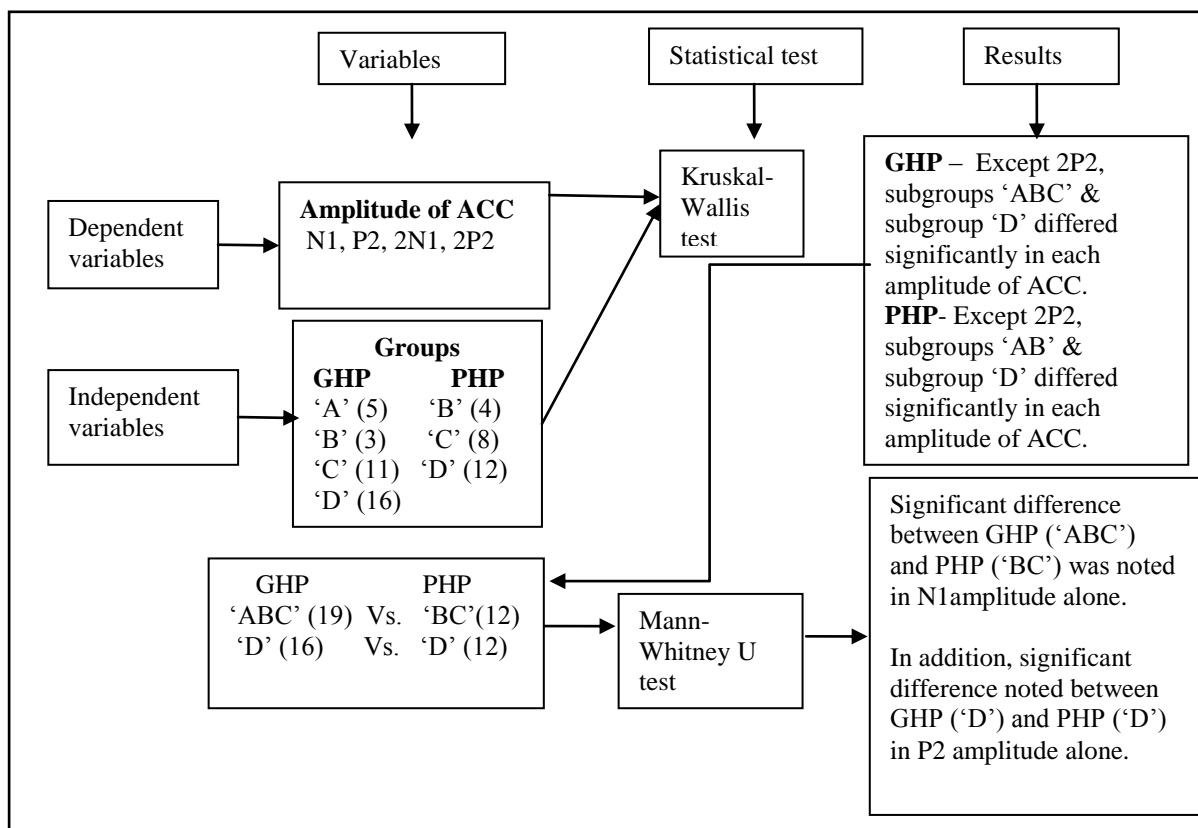 Variables
Statistical test
Results
Dependent
variables
Amplitude of ACC
N1, P2, 2N1, 2P2
Kruskal-
Wallis
test
GHP – Except 2P2,
subgroups ‘ABC’ &
subgroup ‘D’ differed
significantly in each
amplitude of ACC.
PHP- Except 2P2,
subgroups ‘AB’ &
subgroup ‘D’ differed
significantly in each
amplitude of ACC.
Independent
variables
Groups
GHP PHP
‘A’ (5) ‘B’ (4)
‘B’ (3) ‘C’ (8)
‘C’ (11) ‘D’ (12)
‘D’ (16)
GHP PHP
‘ABC’ (19) Vs. ‘BC’(12)
‘D’ (16) Vs. ‘D’ (12)
Mann-
Whitney U
test
Significant difference
between GHP (‘ABC’)
and PHP (‘BC’) was noted
in N1amplitude alone.
In addition, significant
difference noted between
GHP (‘D’) and PHP (‘D’)
in P2 amplitude alone.